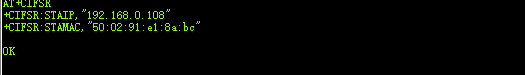 AT+CIFSR
+CIFSR:STAIP,"192.168.0.108"
+CIFSR:STAMAC,"50:02:91:e1:8a:bc"
OK